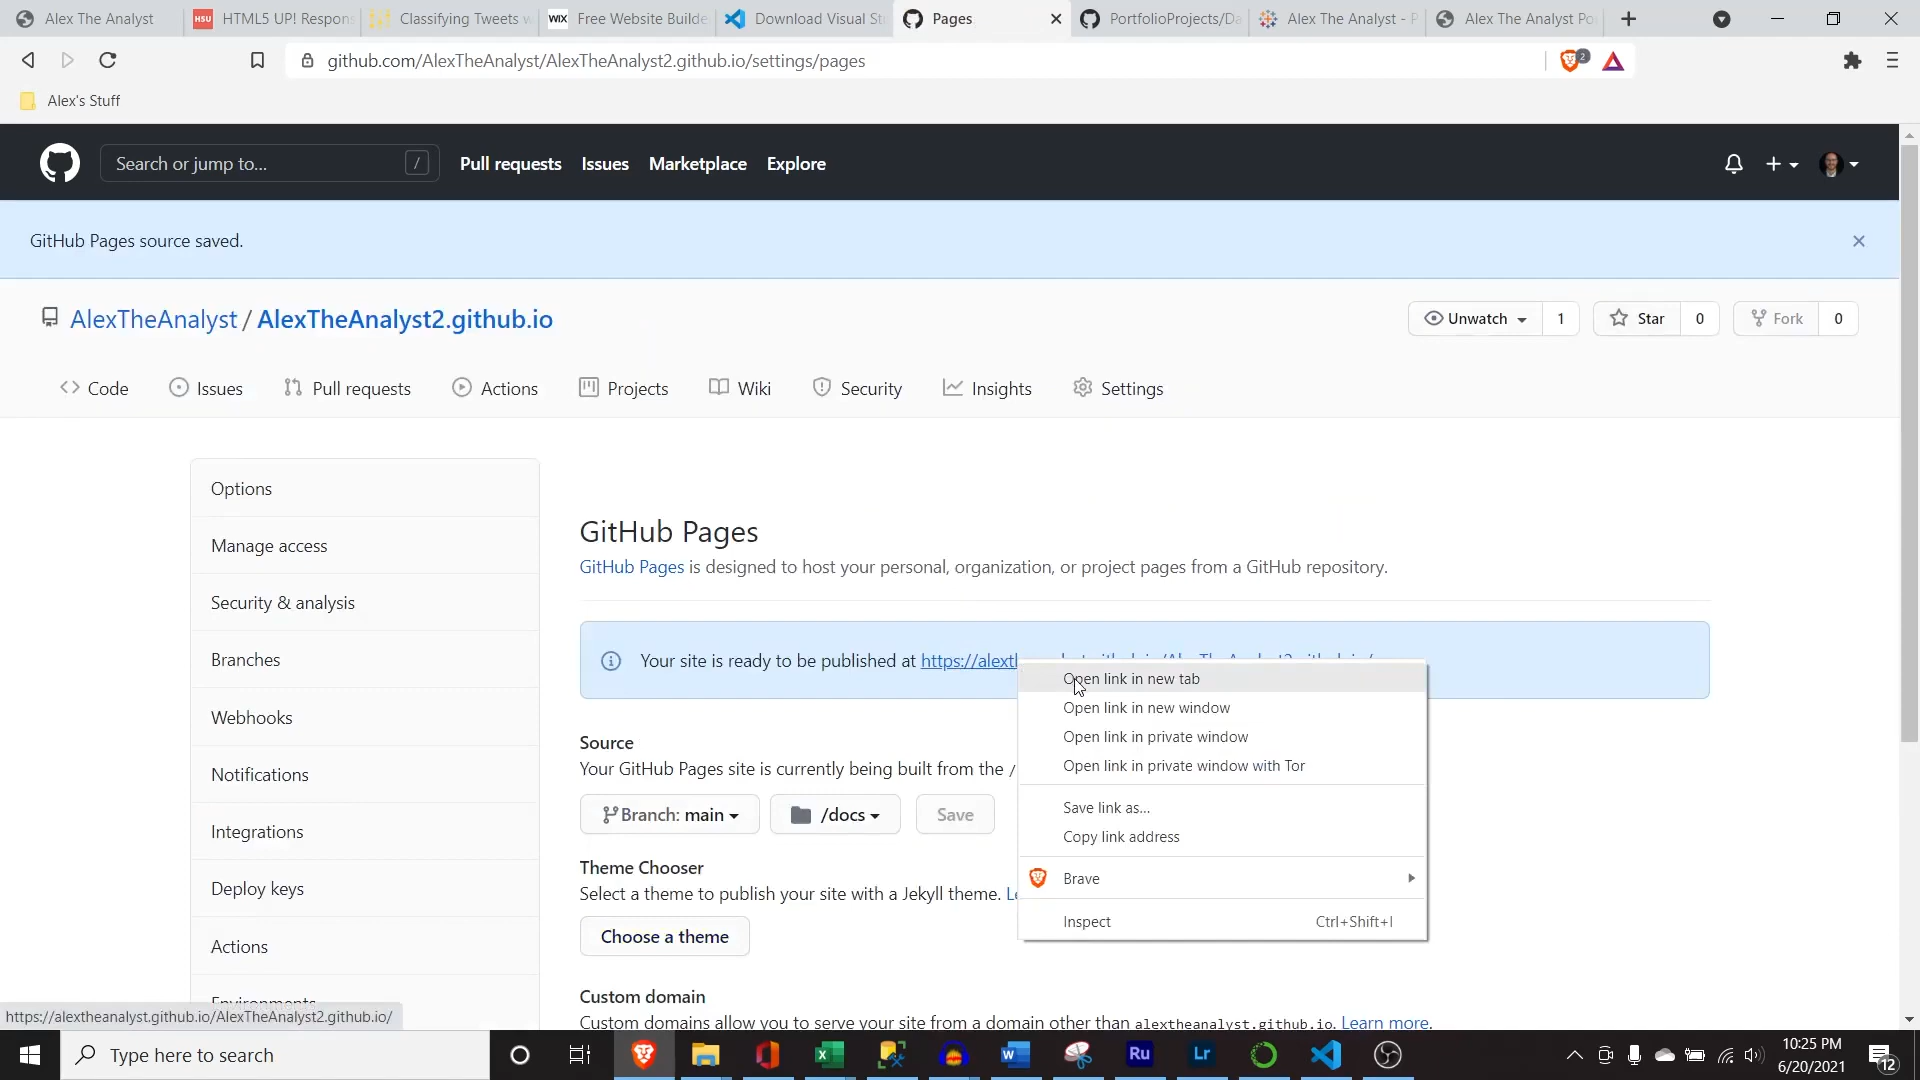 Alex The Analyst
HTML5 UP! Respons
Classifying Tweets w
WIX Free Website Builde
Download Visual St
Pages
PortfolioProjects/Da
Alex The Analyst - P
Alex The Analyst Po
github.com/AlexTheAnalyst/AlexTheAnalyst2.github.io/settings/pages
2
Alex's Stuff
Search or jump to... /
Pull requests Issues Marketplace Explore
GitHub Pages source saved.
AlexTheAnalyst / AlexTheAnalyst2.github.io
Unwatch 1 Star 0 Fork 0
Code Issues Pull requests Actions Projects Wiki Security Insights Settings
Options
Manage access
Security & analysis
Branches
Webhooks
Notifications
Integrations
Deploy keys
Actions
Environments
GitHub Pages
GitHub Pages is designed to host your personal, organization, or project pages from a GitHub repository.
Your site is ready to be published at https://alexth
Source
Your GitHub Pages site is currently being built from the /
Branch: main /docs Save
Theme Chooser
Select a theme to publish your site with a Jekyll theme. Le
Choose a theme
Custom domain
Custom domains allow you to serve your site from a domain other than alextheanalyst.github.io. Learn more.
Open link in new tab
Open link in new window
Open link in private window
Open link in private window with Tor
Save link as...
Copy link address
Brave
Inspect Ctrl+Shift+I
https://alextheanalyst.github.io/AlexTheAnalyst2.github.io/
Type here to search
Ru
Lr
10:25 PM
6/20/2021
12